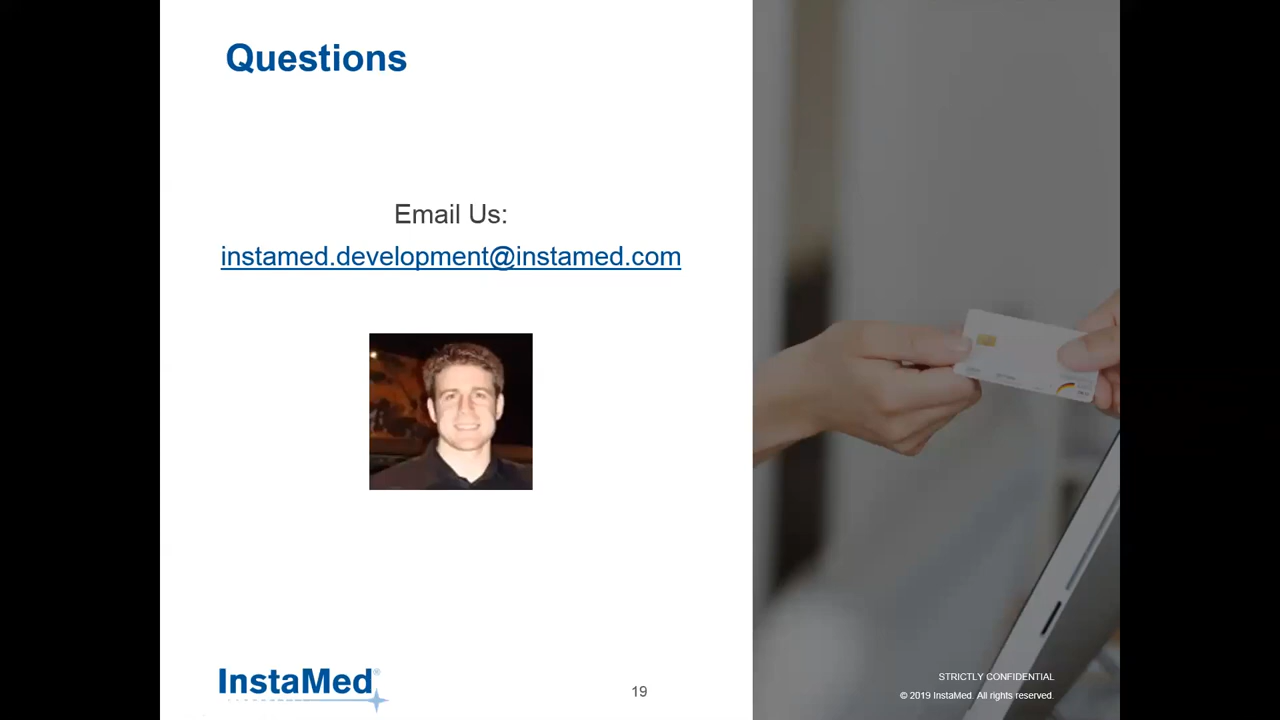 Questions
Email Us:
instamed.development@instamed.com
InstaMed®
19
STRICTLY CONFIDENTIAL
© 2019 InstaMed. All rights reserved.